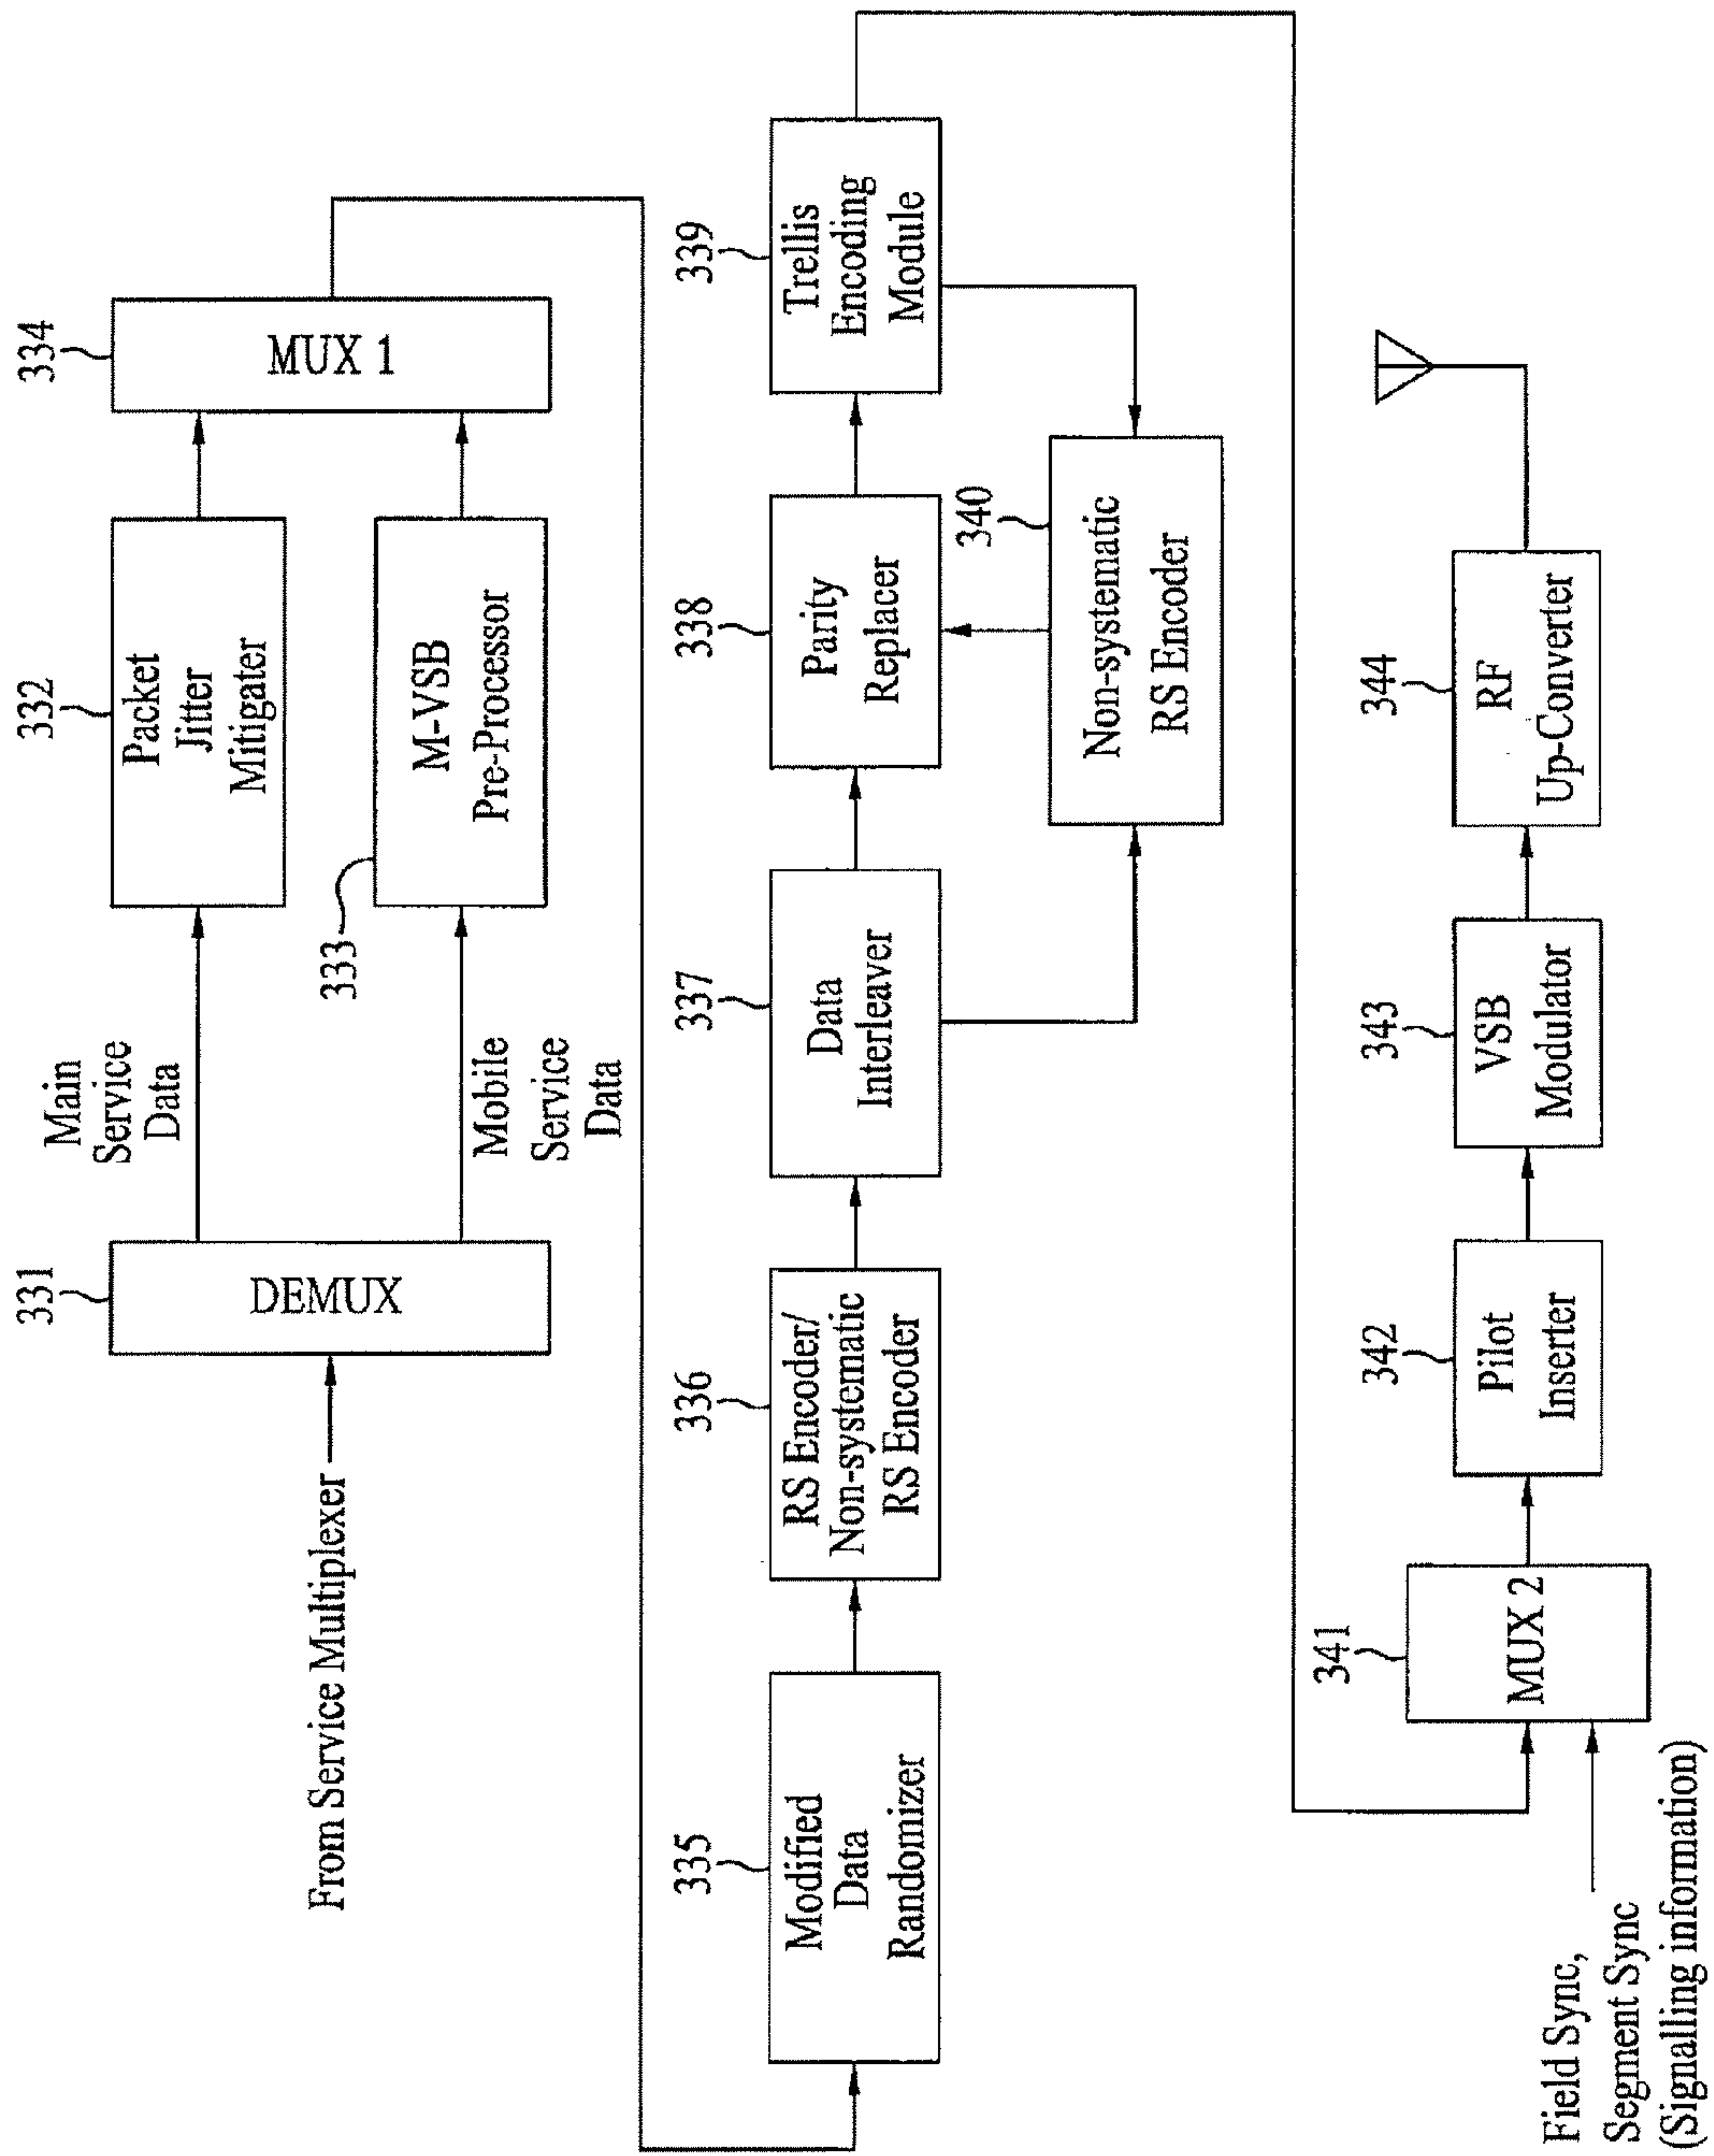 From Service Multiplexer
331
DEMUX
Main
Service
Data
Mobile
Service
Data
332
Packet
Jitter
Mitigater
333
M-VSB
Pre-Processor
334
MUX 1
335
Modified
Data
Randomizer
336
RS Encoder/
Non-systematic
RS Encoder
337
Data
Interleaver
338
Parity
Replacer
339
Trellis
Encoding
Module
340
Non-systematic
RS Encoder
Field Sync,
Segment Sync
(Signalling information)
341
MUX 2
342
Pilot
Inserter
343
VSB
Modulator
344
RF
Up-Converter